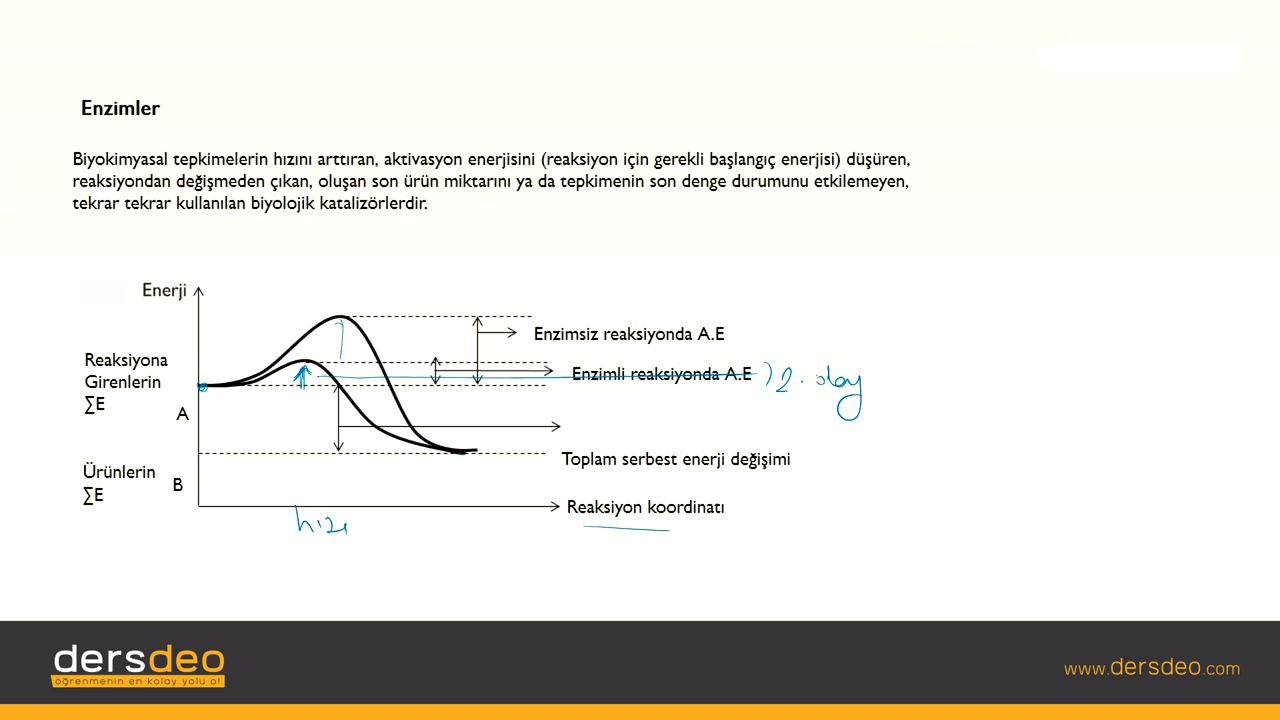 Enzimler
Biyokimyasal tepkimelerin hızını arttıran, aktivasyon enerjisini (reaksiyon için gerekli başlangıç enerjisi) düşüren,
reaksiyondan değişmeden çıkan, oluşan son ürün miktarını ya da tepkimenin son denge durumunu etkilemeyen,
tekrar tekrar kullanılan biyolojik katalizörlerdir.
Enerji
Enzimsiz reaksiyonda A.E
Reaksiyona
Girenlerin
∑E
A
Enzimli reaksiyonda A.E
2. olay
Toplam serbest enerji değişimi
Ürünlerin
∑E
B
Reaksiyon koordinatı
hızı
dersdeo
öğrenmenin en kolay yolu o!
www.dersdeo.com